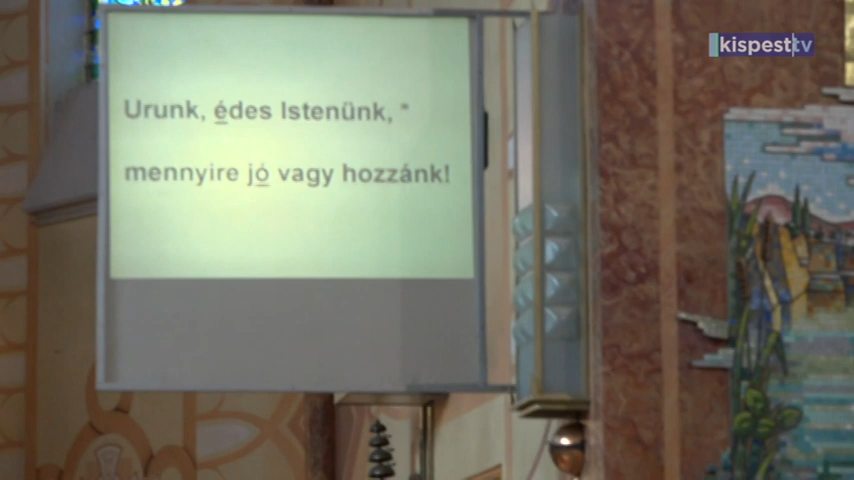 kispest tv
Urunk, édes Istenünk, *
mennyire jó vagy hozzánk!